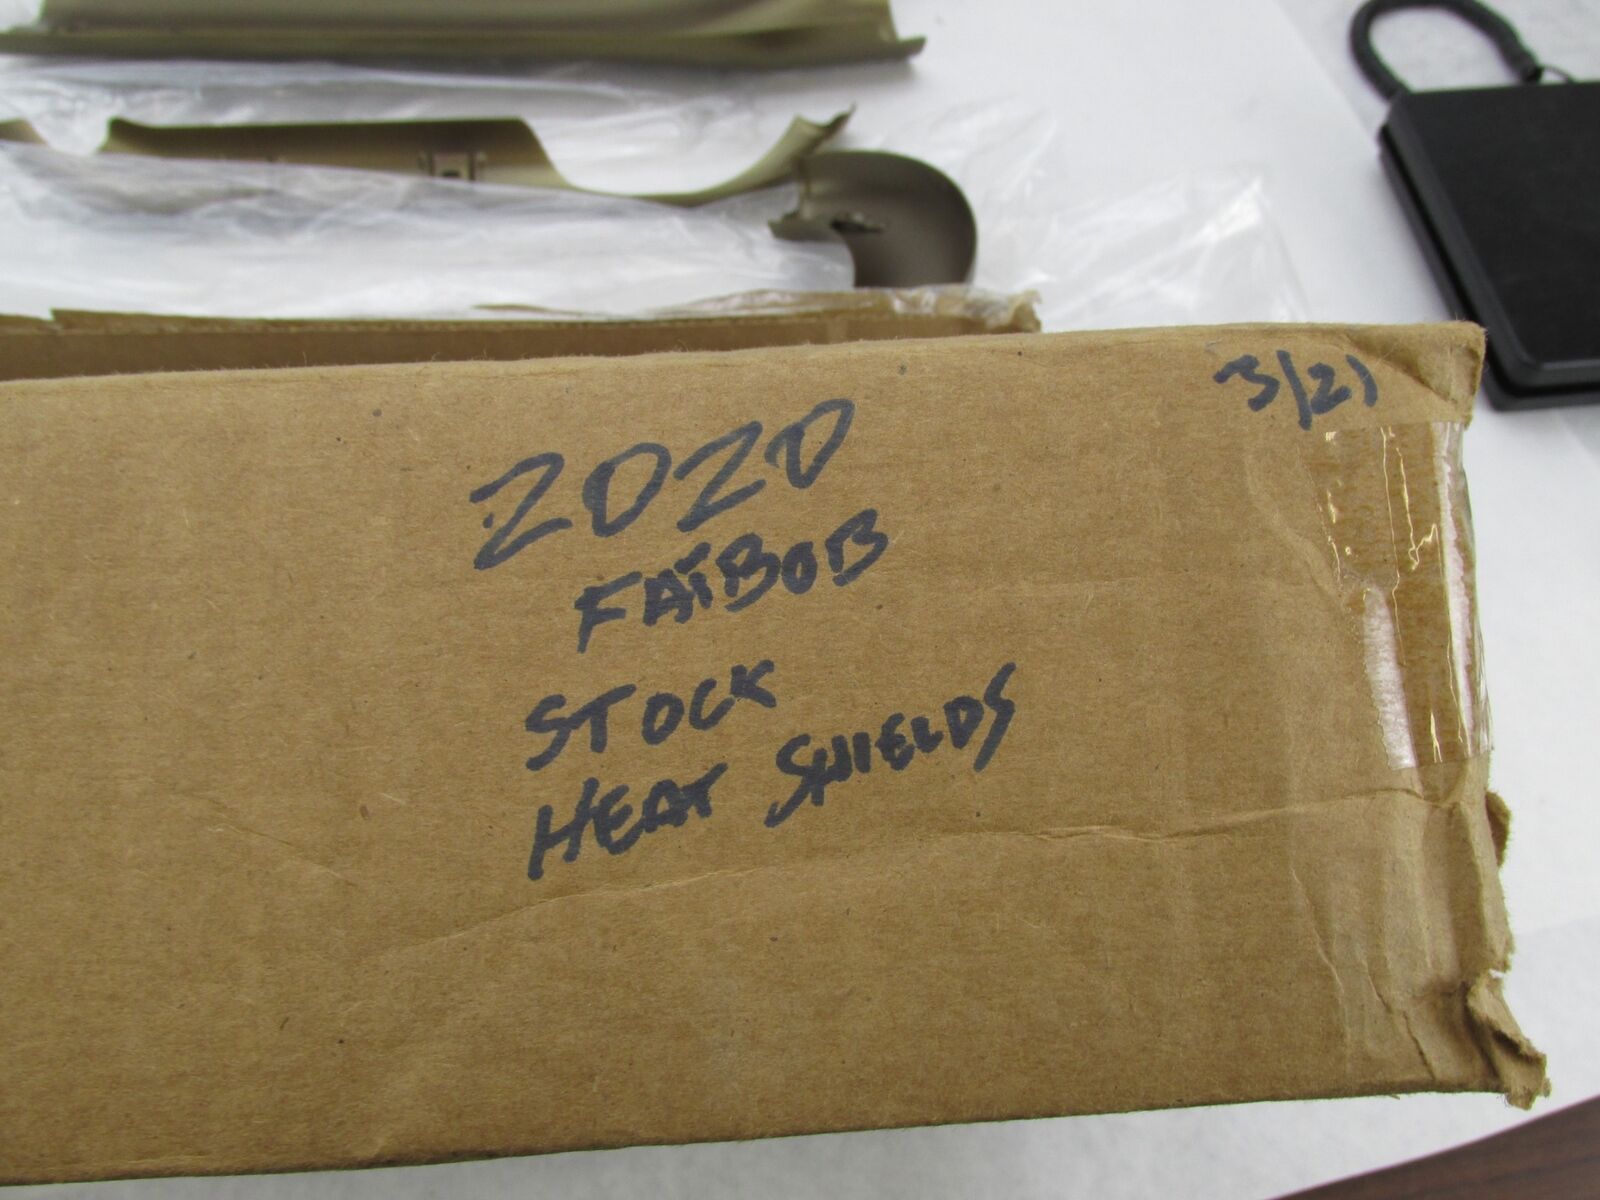 3/21
2020
FATBOB
STOCK
HEAT SHIELDS